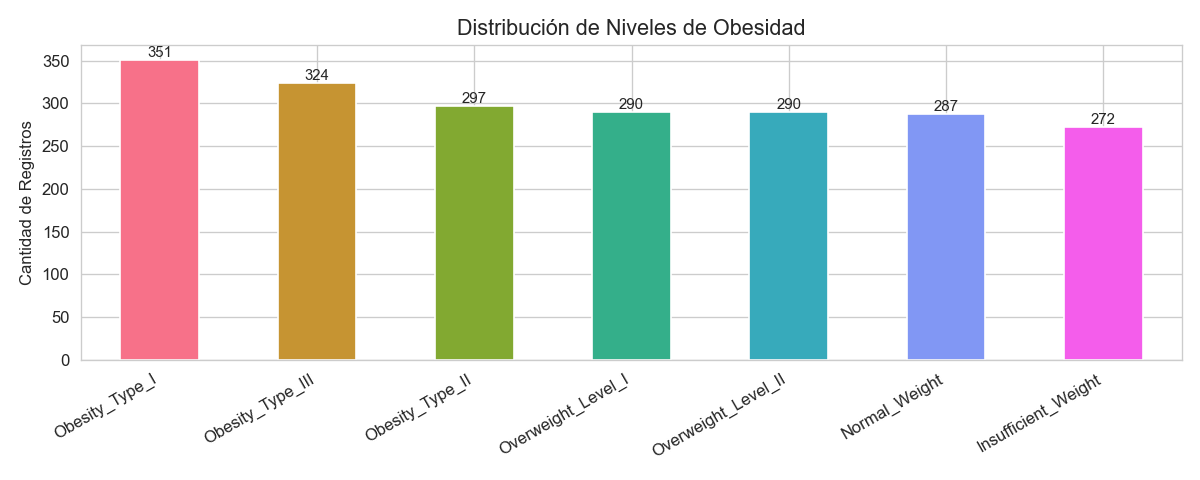 Distribución de Niveles de Obesidad
Cantidad de Registros
350
300
250
200
150
100
50
0
351
324
297
290
290
287
272
Obesity_Type_I
Obesity_Type_III
Obesity_Type_II
Overweight_Level_I
Overweight_Level_II
Normal_Weight
Insufficient_Weight